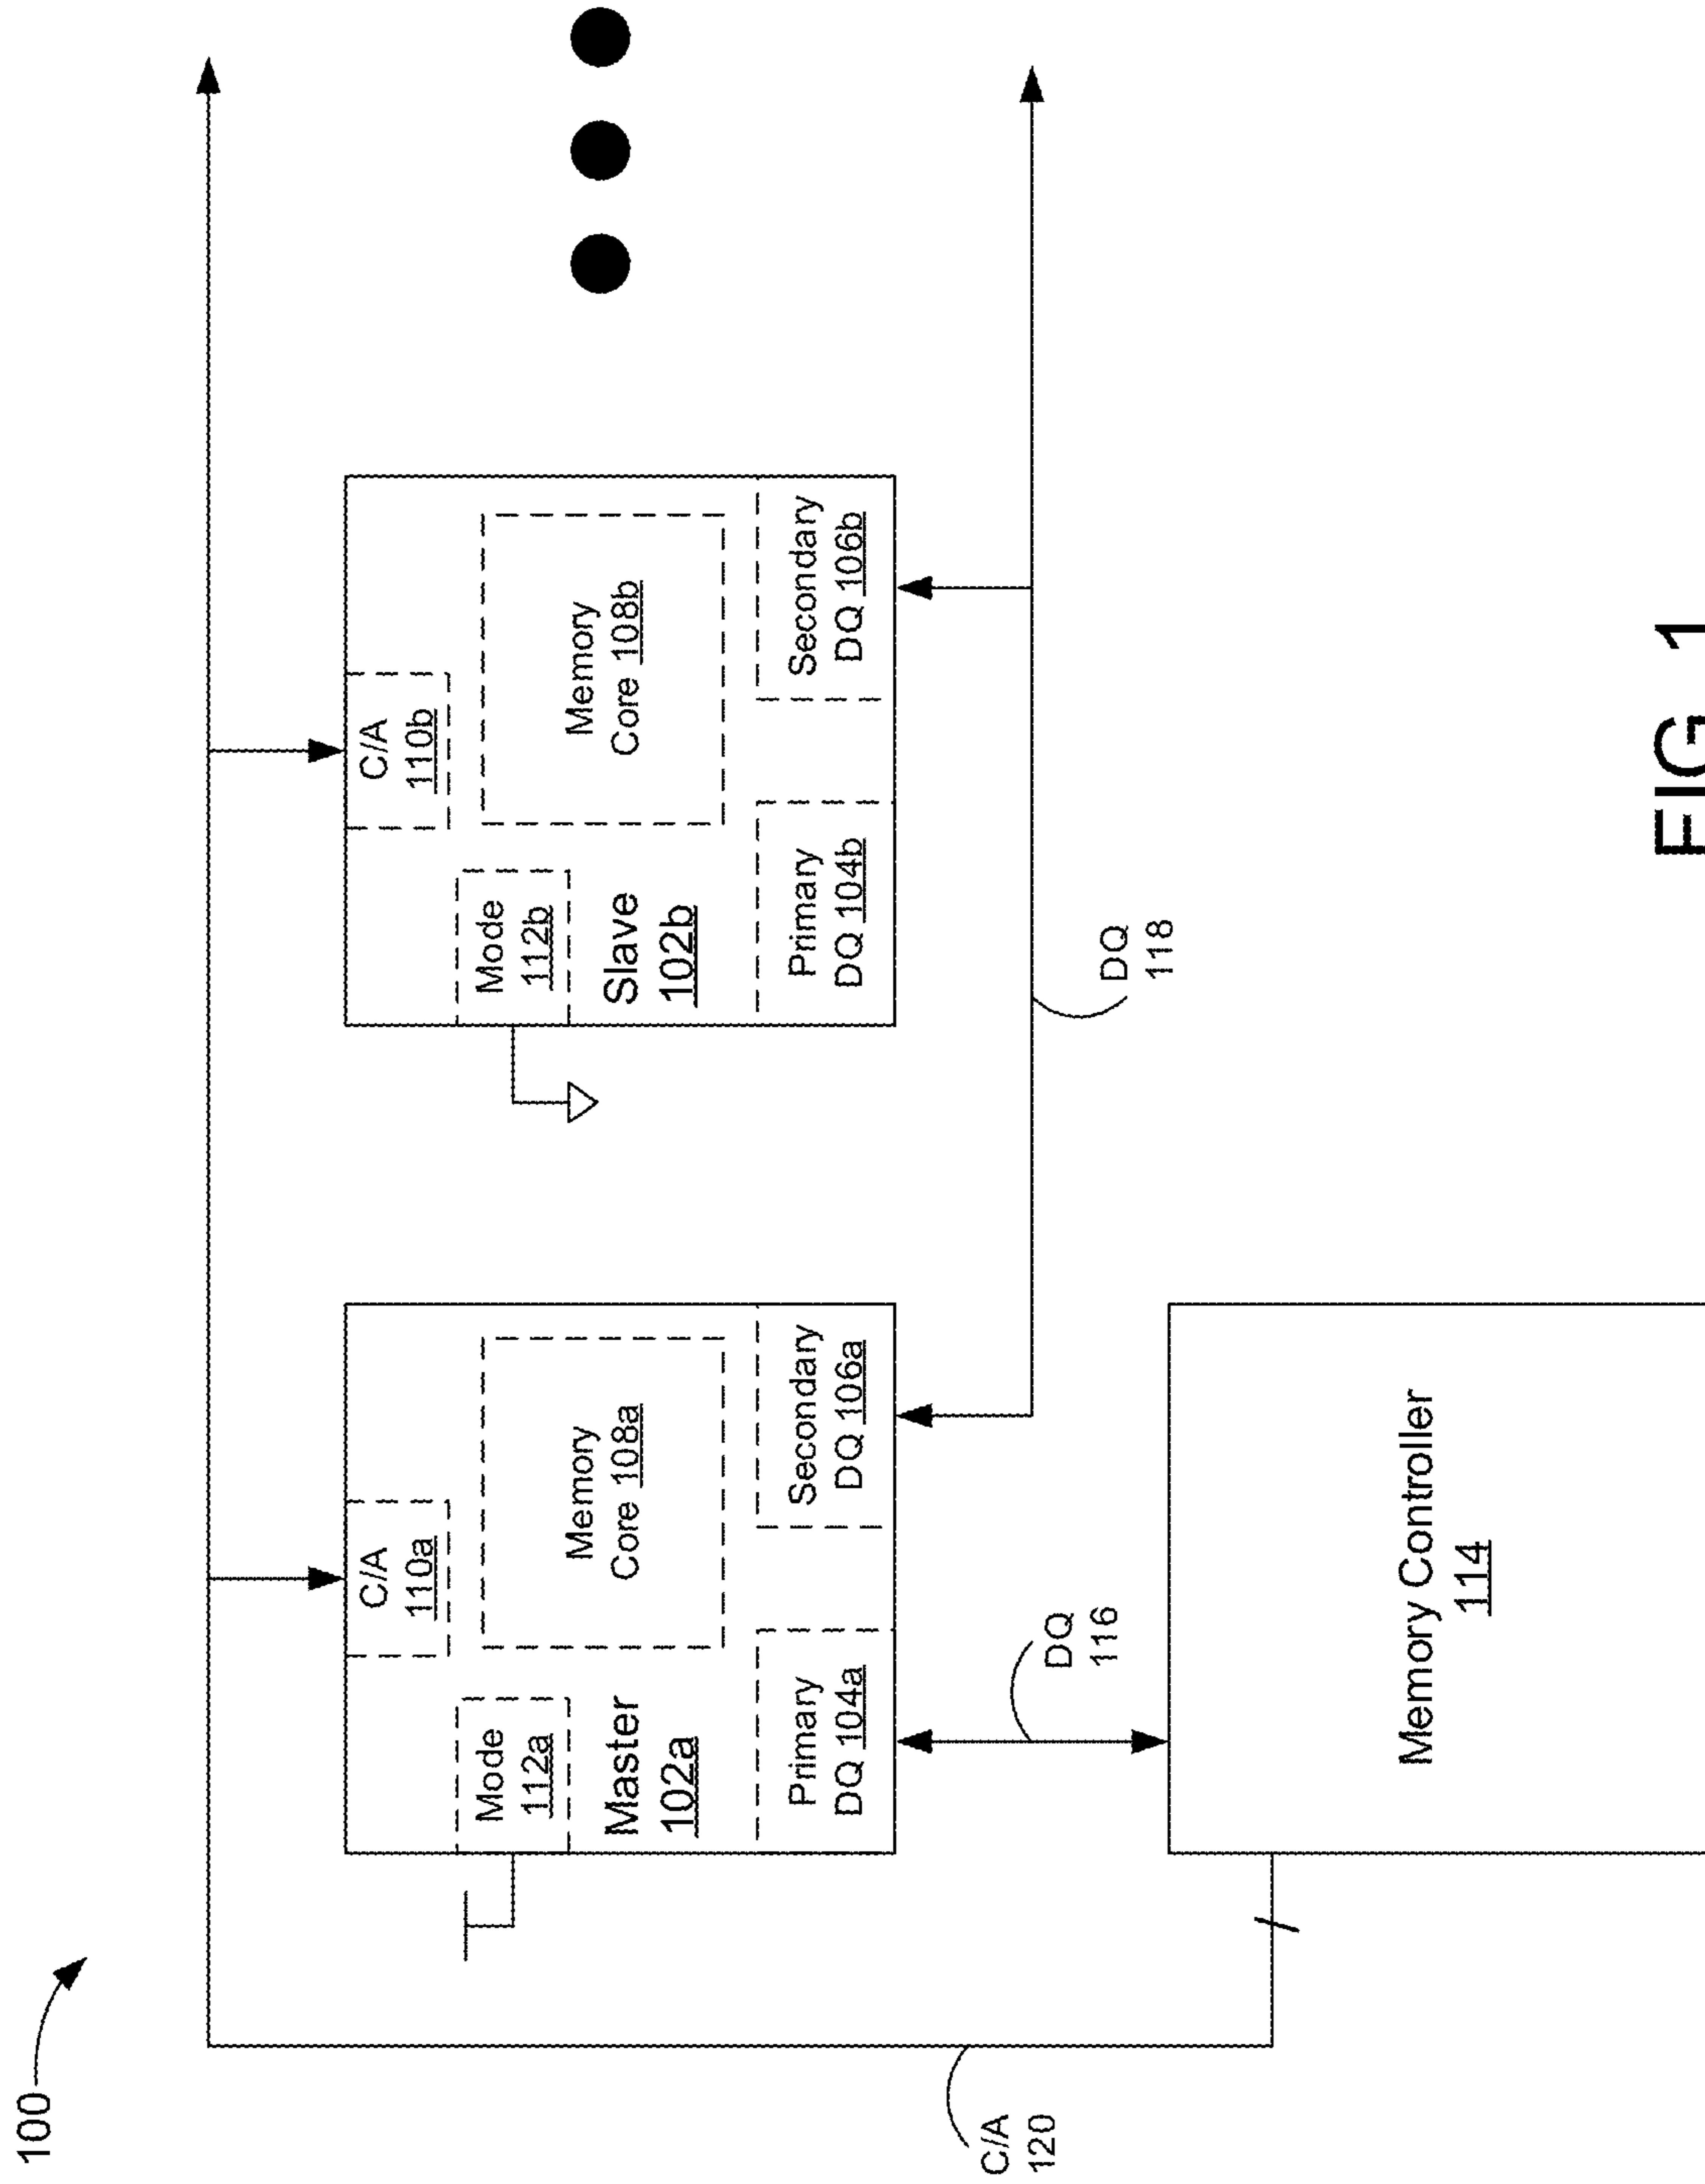 100
C/A
110a
C/A
110b
Mode
112a
Memory
Core 108a
Mode
112b
Memory
Core 108b
Master
102a
Slave
102b
Primary
DQ 104a
Secondary
DQ 106a
Primary
DQ 104b
Secondary
DQ 106b
C/A
120
DQ
116
DQ
118
Memory Controller
114
FIG. 1